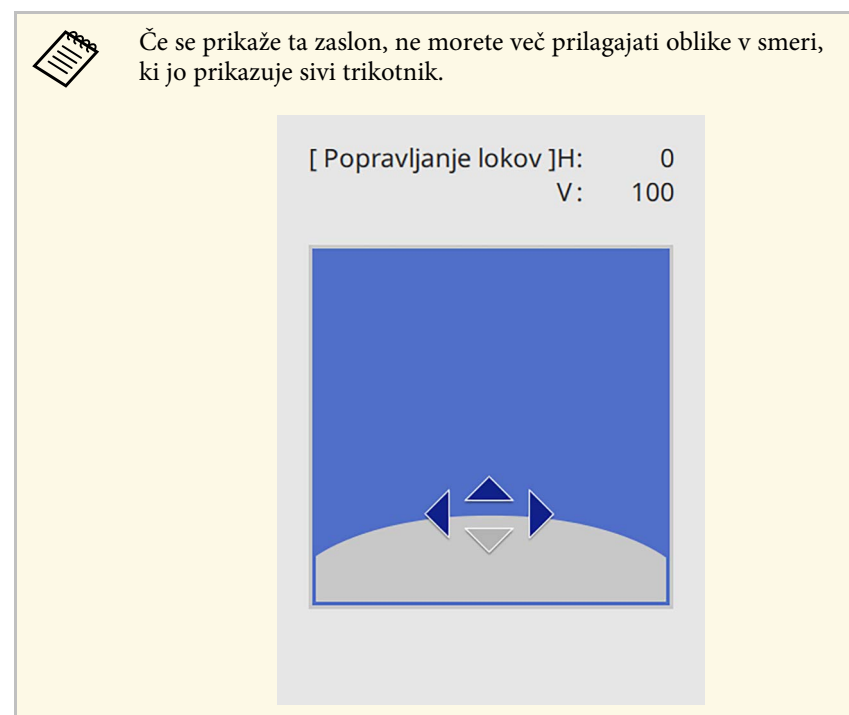 Če se prikaže ta zaslon, ne morete več prilagajati oblike v smeri,
ki jo prikazuje sivi trikotnik.
[ Popravljanje lokov ]H: 0
V: 100